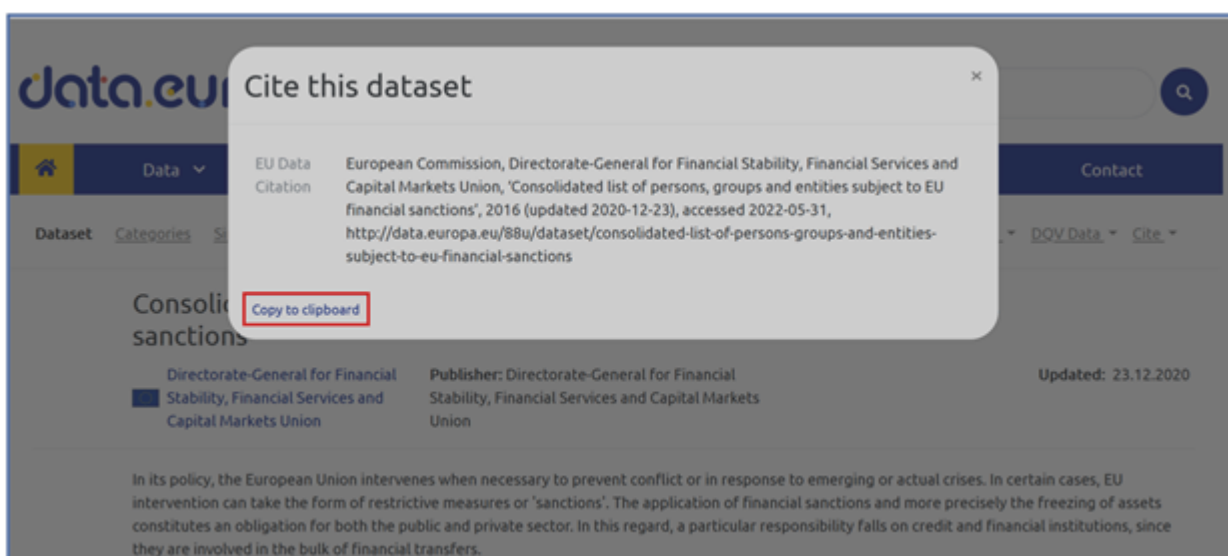 data.eur
Cite this dataset
×
EU Data
Citation
European Commission, Directorate-General for Financial Stability, Financial Services and
Capital Markets Union, 'Consolidated list of persons, groups and entities subject to EU
financial sanctions', 2016 (updated 2020-12-23), accessed 2022-05-31,
http://data.europa.eu/88u/dataset/consolidated-list-of-persons-groups-and-entities-
subject-to-eu-financial-sanctions
Copy to clipboard
Data
Contact
Dataset Categories
DQV Data Cite
sanctions
Directorate-General for Financial
Stability, Financial Services and
Capital Markets Union
Publisher: Directorate-General for Financial
Stability, Financial Services and Capital Markets
Union
Updated: 23.12.2020
In its policy, the European Union intervenes when necessary to prevent conflict or in response to emerging or actual crises. In certain cases, EU
intervention can take the form of restrictive measures or 'sanctions'. The application of financial sanctions and more precisely the freezing of assets
constitutes an obligation for both the public and private sector. In this regard, a particular responsibility falls on credit and financial institutions, since
they are involved in the bulk of financial transfers.